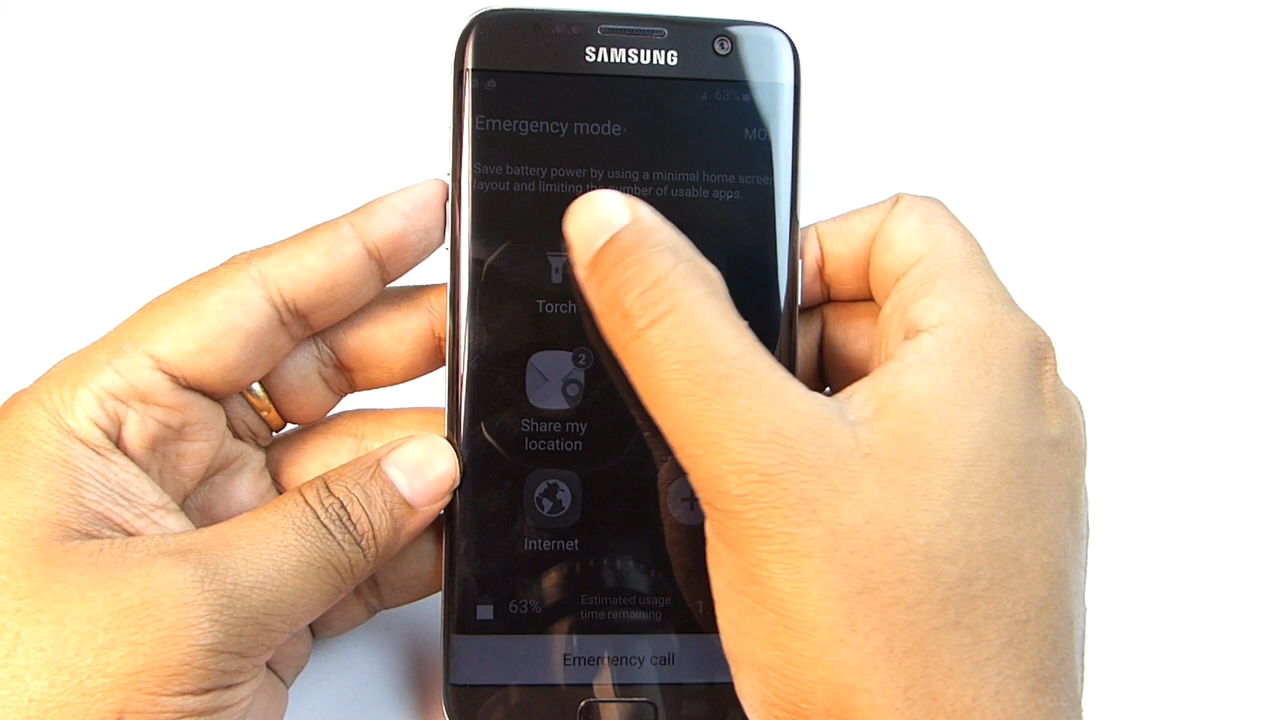 SAMSUNG
63%
Emergency mode
Save battery power by using a minimal home screen
layout and limiting the number of usable apps.
Torch
2
Share my
location
Internet
63%
Estimated usage
time remaining
Emergency call